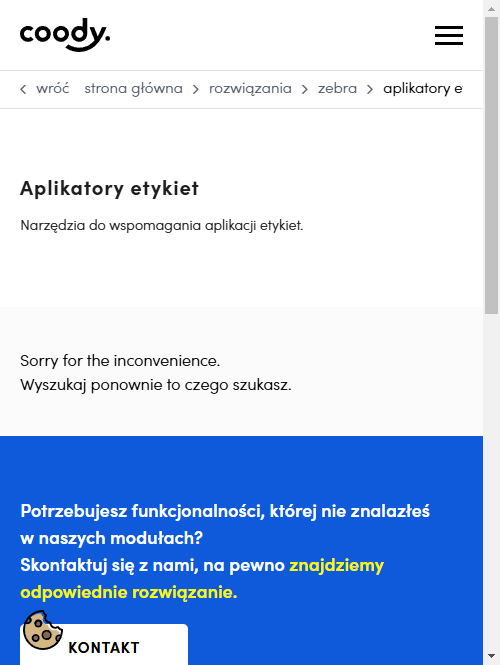 coody.
wróć strona główna rozwiązania zebra aplikatory e
Aplikatory etykiet
Narzędzia do wspomagania aplikacji etykiet.
Sorry for the inconvenience.
Wyszukaj ponownie to czego szukasz.
Potrzebujesz funkcjonalności, której nie znalazłeś
w naszych modułach?
Skontaktuj się z nami, na pewno znajdziemy
odpowiednie rozwiązanie.
KONTAKT